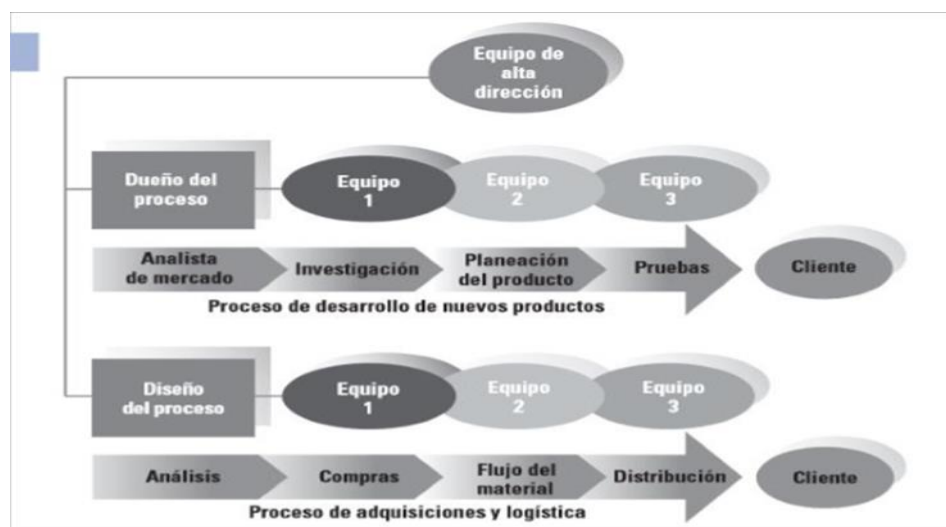 Equipo de
alta
dirección
Dueño del
proceso
Equipo
1
Equipo
2
Equipo
3
Analista
de mercado
Investigación
Planeación
del producto
Pruebas
Cliente
Proceso de desarrollo de nuevos productos
Diseño
del proceso
Equipo
1
Equipo
2
Equipo
3
Análisis
Compras
Flujo del
material
Distribución
Cliente
Proceso de adquisiciones y logística